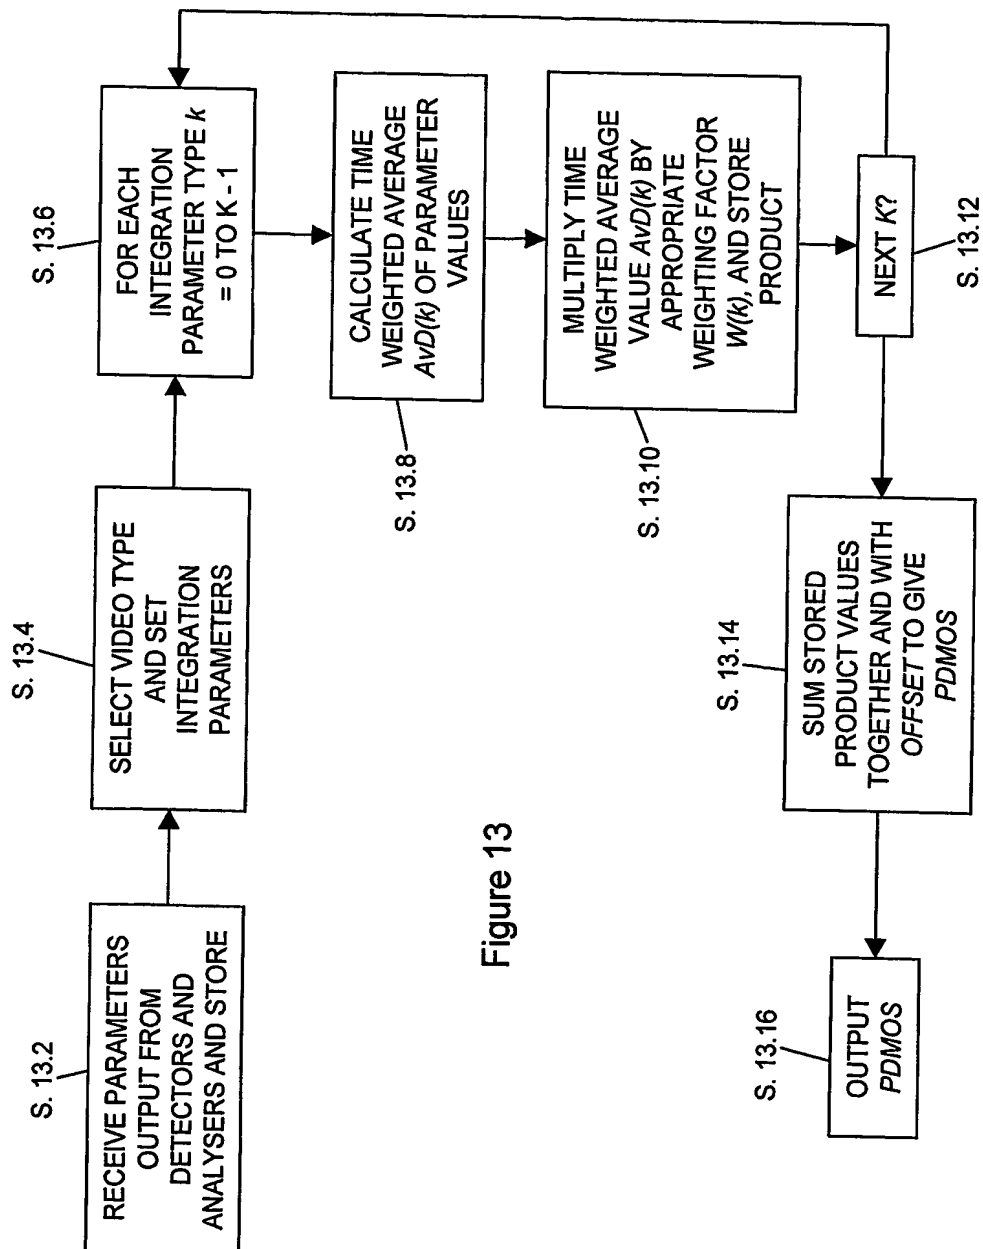 S. 13.2
RECEIVE PARAMETERS
OUTPUT FROM
DETECTORS AND
ANALYSERS AND STORE
S. 13.4
SELECT VIDEO TYPE
AND SET
INTEGRATION
PARAMETERS
S. 13.6
FOR EACH
INTEGRATION
PARAMETER TYPE k
= 0 TO K - 1
S. 13.8
CALCULATE TIME
WEIGHTED AVERAGE
AvD(k) OF PARAMETER
VALUES
S. 13.10
MULTIPLY TIME
WEIGHTED AVERAGE
VALUE AvD(k) BY
APPROPRIATE
WEIGHTING FACTOR
W(k), AND STORE
PRODUCT
NEXT K?
S. 13.12
S. 13.14
SUM STORED
PRODUCT VALUES
TOGETHER AND WITH
OFFSET TO GIVE
PDMOS
S. 13.16
OUTPUT
PDMOS
Figure 13